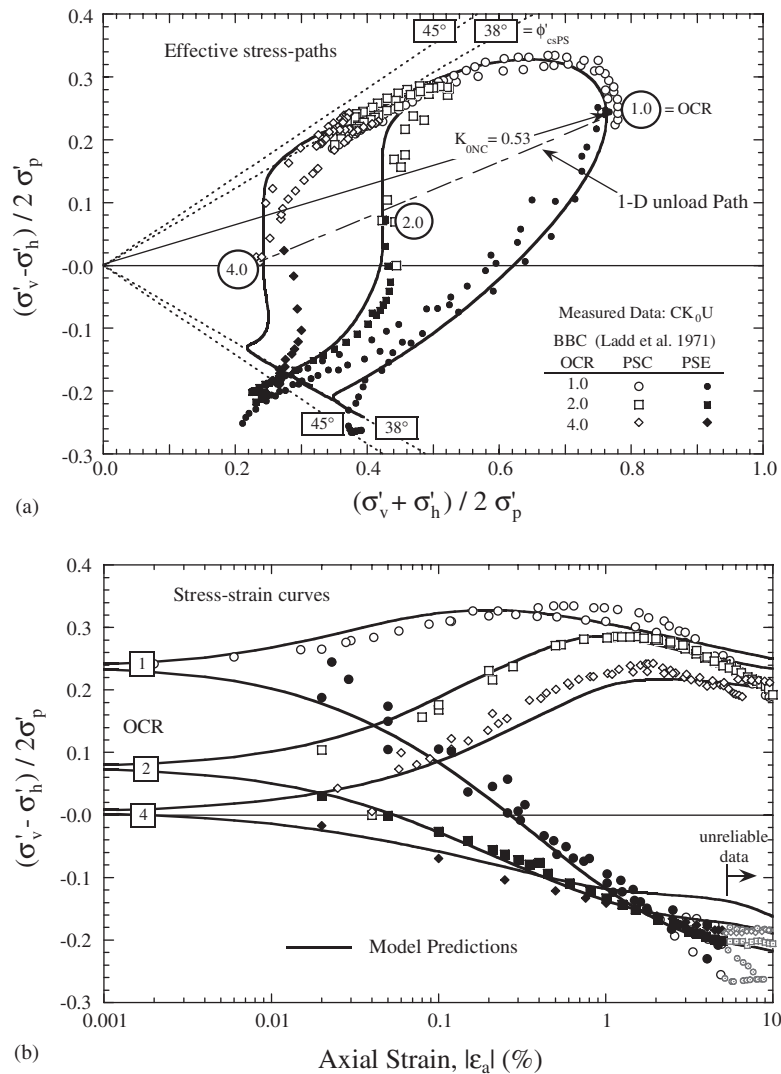 (a)
0.4
0.3
0.2
0.1
-0.0
-0.1
-0.2
-0.3
(σ'v-σ'h) / 2 σ'p
Effective stress-paths
45°
38° = ϕ'csPS
1.0 = OCR
K0NC = 0.53
1-D unload Path
2.0
4.0
Measured Data: CK0U
BBC (Ladd et al. 1971)
OCR PSC PSE
1.0
2.0
4.0
45° 38°
0.0 0.2 0.4 0.6 0.8 1.0
(σ'v + σ'h) / 2 σ'p
(b)
0.4
0.3
0.2
0.1
-0.0
-0.1
-0.2
-0.3
(σ'v - σ'h) / 2σ'p
Stress-strain curves
1
OCR
2
4
unreliable
data
Model Predictions
0.001 0.01 0.1 1 10
Axial Strain, |εa| (%)